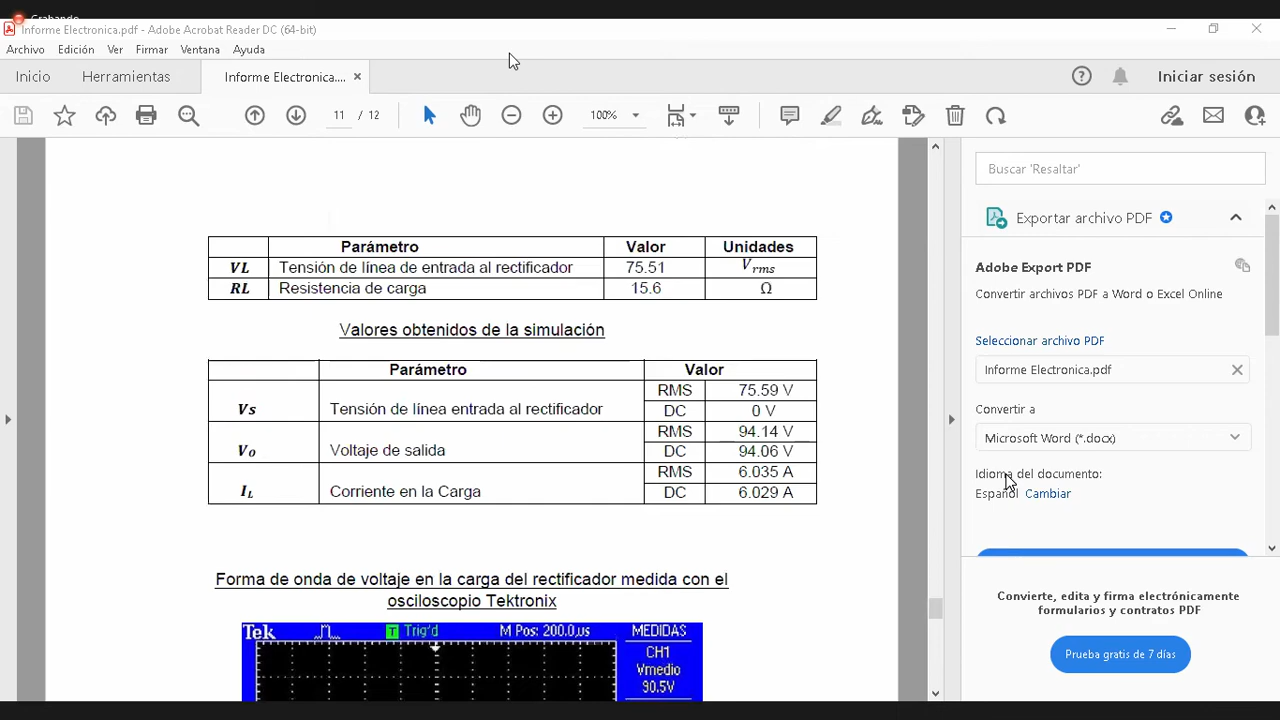 Grabando
Informe Electronica.pdf - Adobe Acrobat Reader DC (64-bit)
Archivo Edición Ver Firmar Ventana Ayuda
Inicio Herramientas Informe Electronica.... × Iniciar sesión
11 / 12 100%
Buscar 'Resaltar'
Exportar archivo PDF
Adobe Export PDF
Convertir archivos PDF a Word o Excel Online
Seleccionar archivo PDF
Informe Electronica.pdf
Convertir a
Microsoft Word (*.docx)
Idioma del documento:
Español Cambiar
Convierte, edita y firma electrónicamente
formularios y contratos PDF
Prueba gratis de 7 días
Parámetro Valor Unidades
VL Tensión de línea de entrada al rectificador 75.51 Vrms
RL Resistencia de carga 15.6 Ω
Valores obtenidos de la simulación
Parámetro Valor
Vs Tensión de línea entrada al rectificador RMS 75.59 V
DC 0 V
Vo Voltaje de salida RMS 94.14 V
DC 94.06 V
IL Corriente en la Carga RMS 6.035 A
DC 6.029 A
Forma de onda de voltaje en la carga del rectificador medida con el
osciloscopio Tektronix
Tek T Trig'd M Pos: 200.0µs MEDIDAS
CH1
Vmedio
90.5V